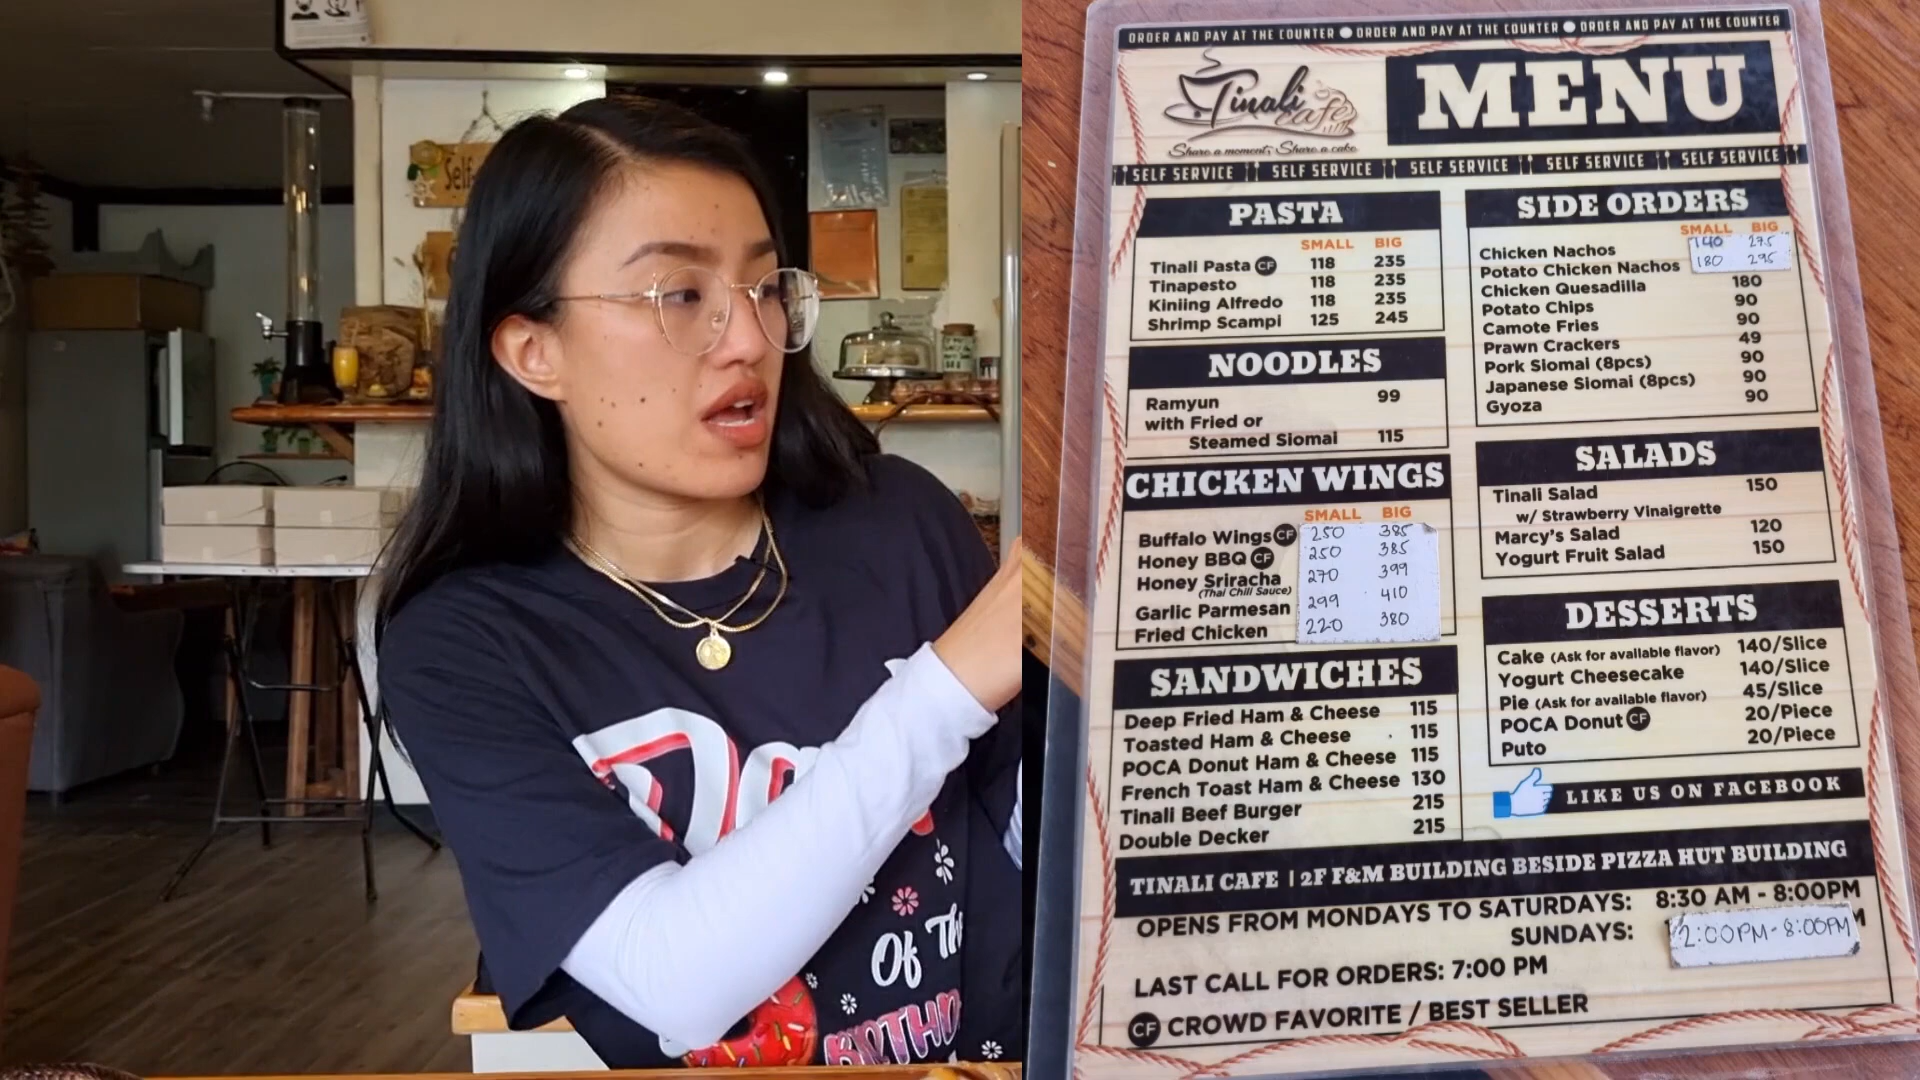 Self-
Of Th
BIRTHD
ORDER AND PAY AT THE COUNTER ● ORDER AND PAY AT THE COUNTER ● ORDER AND PAY AT THE COUNTER
Tinali Cafe
Share a moment, Share a cake
MENU
SELF SERVICE SELF SERVICE SELF SERVICE SELF SERVICE SELF SERVICE
PASTA
SMALL BIG
Tinali Pasta CF 118 235
Tinapesto 118 235
Kiniing Alfredo 118 235
Shrimp Scampi 125 245
NOODLES
Ramyun 99
with Fried or
Steamed Siomai 115
CHICKEN WINGS
SMALL BIG
Buffalo Wings CF 250 385
Honey BBQ CF 250 385
Honey Sriracha 270 399
(Thai Chili Sauce)
Garlic Parmesan 299 410
Fried Chicken 220 380
SANDWICHES
Deep Fried Ham & Cheese 115
Toasted Ham & Cheese 115
POCA Donut Ham & Cheese 115
French Toast Ham & Cheese 130
Tinali Beef Burger 215
Double Decker 215
SIDE ORDERS
SMALL BIG
Chicken Nachos 140 275
Potato Chicken Nachos 180 295
Chicken Quesadilla 180
Potato Chips 90
Camote Fries 90
Prawn Crackers 49
Pork Siomai (8pcs) 90
Japanese Siomai (8pcs) 90
Gyoza 90
SALADS
Tinali Salad 150
w/ Strawberry Vinaigrette
Marcy's Salad 120
Yogurt Fruit Salad 150
DESSERTS
Cake (Ask for available flavor) 140/Slice
Yogurt Cheesecake 140/Slice
Pie (Ask for available flavor) 45/Slice
POCA Donut CF 20/Piece
Puto 20/Piece
LIKE US ON FACEBOOK
TINALI CAFE | 2F F&M BUILDING BESIDE PIZZA HUT BUILDING
OPENS FROM MONDAYS TO SATURDAYS: 8:30 AM - 8:00PM
SUNDAYS: 2:00PM - 8:00PM
LAST CALL FOR ORDERS: 7:00 PM
CF CROWD FAVORITE / BEST SELLER